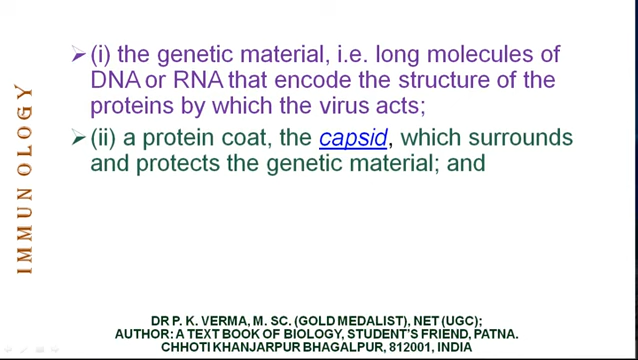 (i) the genetic material, i.e. long molecules of
DNA or RNA that encode the structure of the
proteins by which the virus acts;
(ii) a protein coat, the capsid, which surrounds
and protects the genetic material; and
IMMUNOLOGY
DR P. K. VERMA, M. SC. (GOLD MEDALIST), NET (UGC);
AUTHOR: A TEXT BOOK OF BIOLOGY, STUDENT'S FRIEND, PATNA.
CHHOTI KHANJARPUR BHAGALPUR, 812001, INDIA